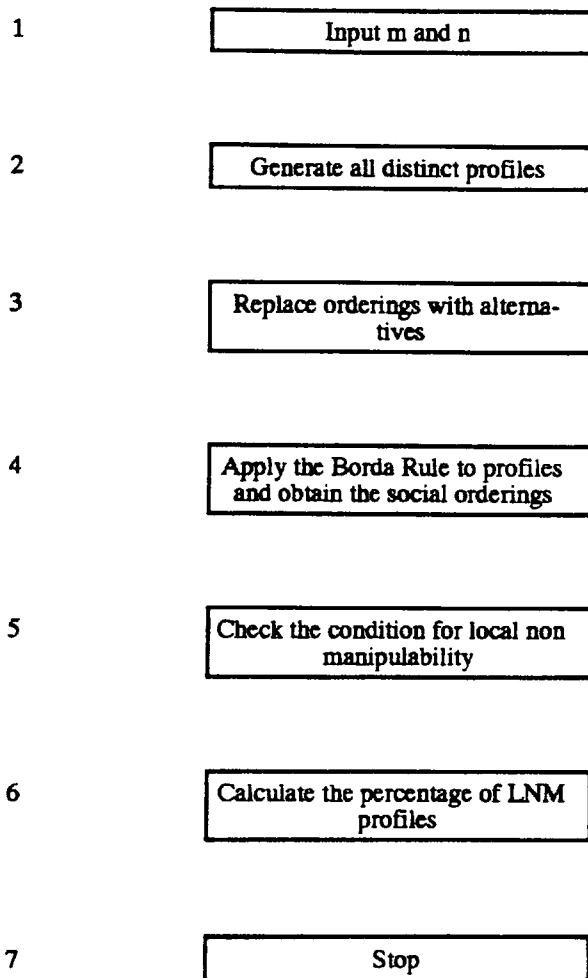 1
Input m and n
2
Generate all distinct profiles
3
Replace orderings with alterna-
tives
4
Apply the Borda Rule to profiles
and obtain the social orderings
5
Check the condition for local non
manipulability
6
Calculate the percentage of LNM
profiles
7
Stop